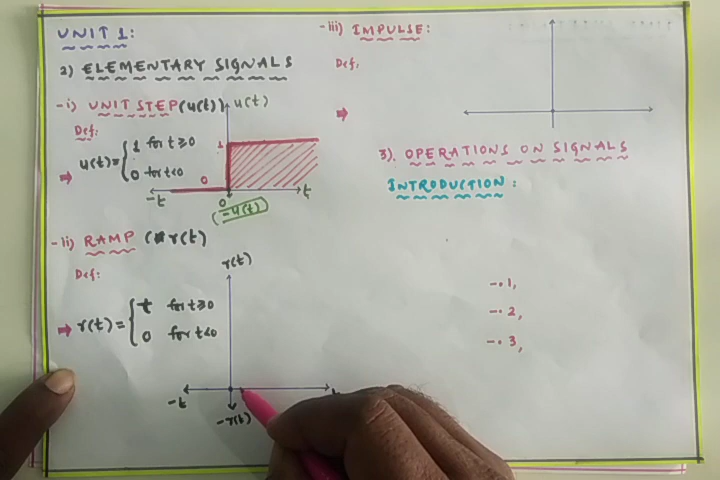 UNIT 1:
2) ELEMENTARY SIGNALS
-i) UNIT STEP (u(t))
Def:
u(t)= { 1 for t≥0
0 for t<0
u(t)
1
0
-t
0
t
(-u(t))
-ii) RAMP (r(t)
Def:
r(t)= { t for t≥0
0 for t<0
r(t)
-t
t
-r(t)
-iii) IMPULSE:
Def.
3). OPERATIONS ON SIGNALS
INTRODUCTION:
-. 1,
-. 2,
-. 3,